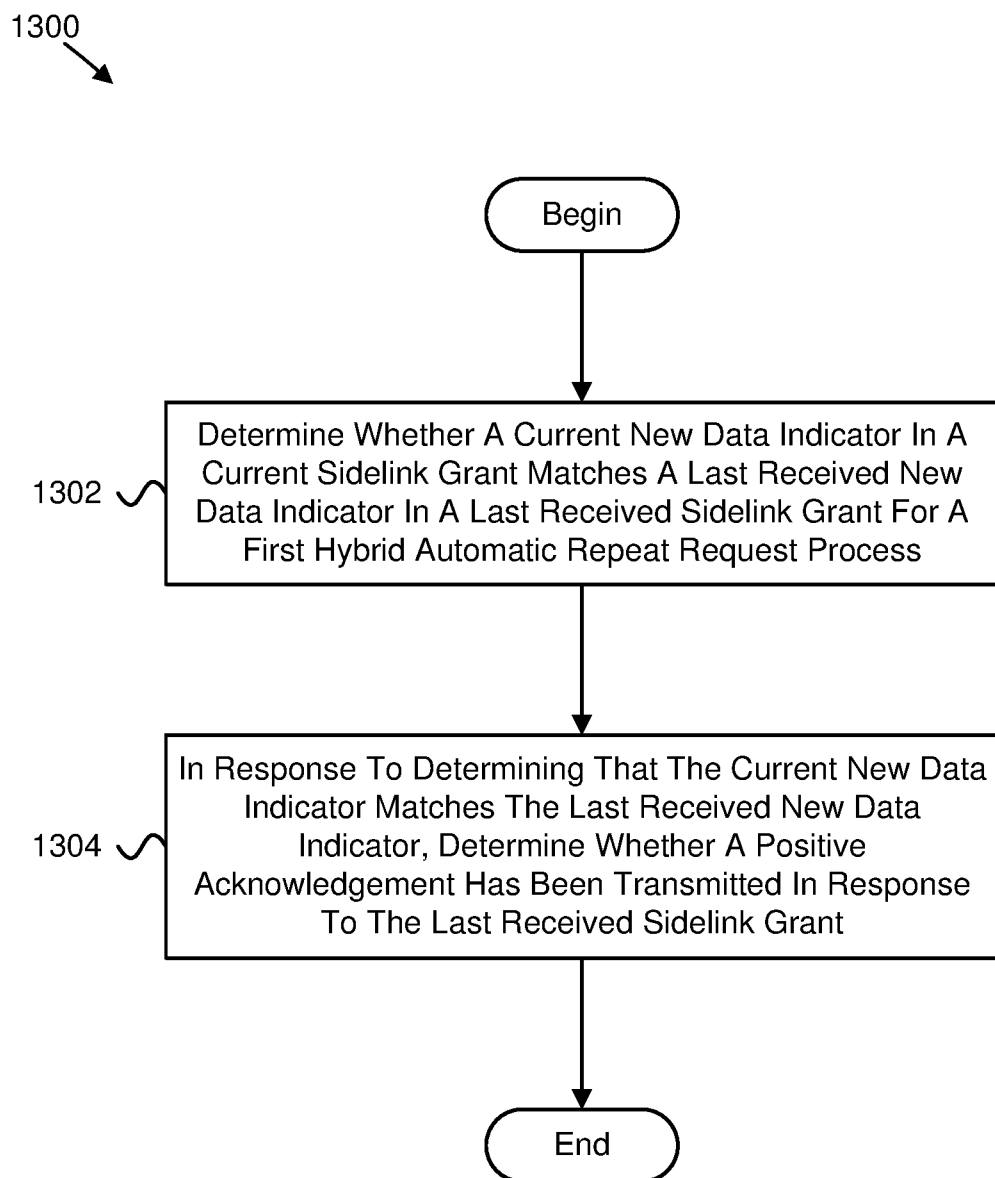 1300
Begin
1302
Determine Whether A Current New Data Indicator In A
Current Sidelink Grant Matches A Last Received New
Data Indicator In A Last Received Sidelink Grant For A
First Hybrid Automatic Repeat Request Process
1304
In Response To Determining That The Current New Data
Indicator Matches The Last Received New Data
Indicator, Determine Whether A Positive
Acknowledgement Has Been Transmitted In Response
To The Last Received Sidelink Grant
End